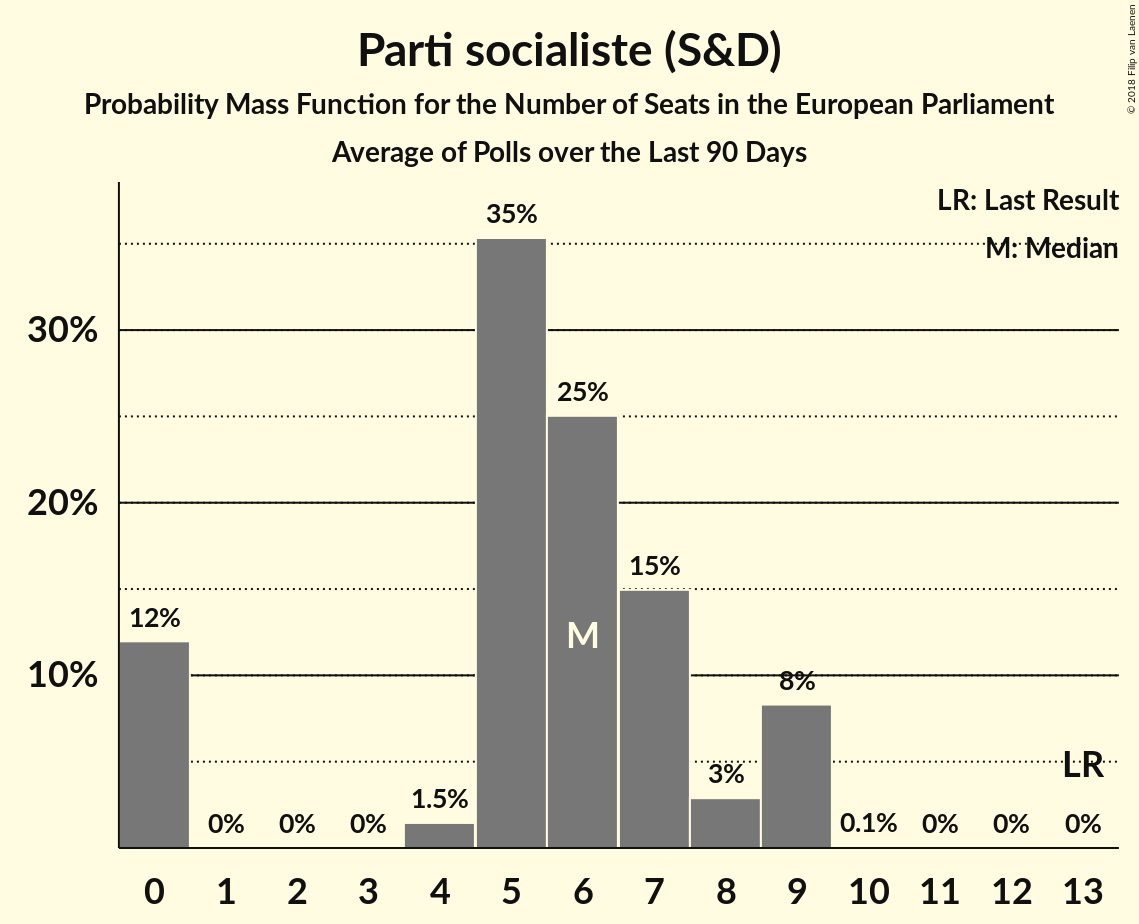 Parti socialiste (S&D)
Probability Mass Function for the Number of Seats in the European Parliament
Average of Polls over the Last 90 Days
© 2018 Filip van Laenen
LR: Last Result
M: Median
35%
30%
25%
20%
15%
12%
M
10%
8%
LR
3%
1.5%
0% 0% 0% 0.1% 0% 0% 0%
0 1 2 3 4 5 6 7 8 9 10 11 12 13